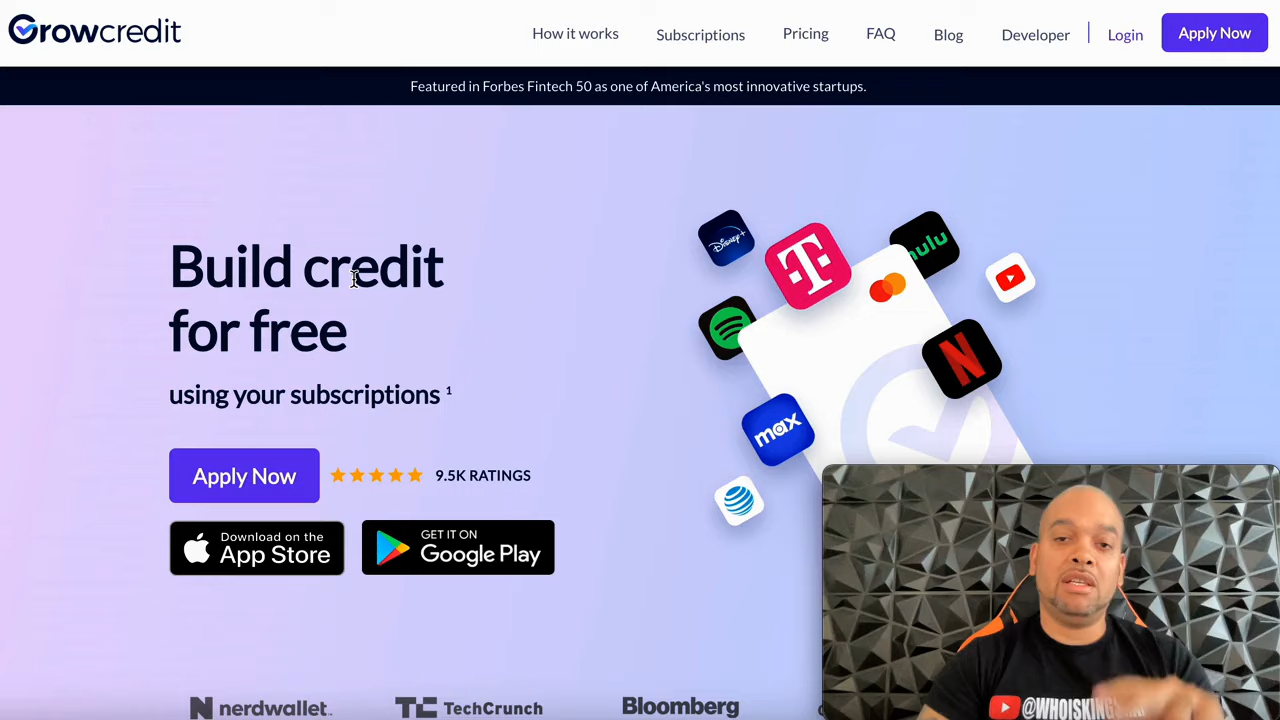 Growcredit
How it works
Subscriptions
Pricing
FAQ
Blog
Developer
Login
Apply Now
Featured in Forbes Fintech 50 as one of America's most innovative startups.
Build credit
for free
using your subscriptions 1
Apply Now
9.5K RATINGS
Download on the
App Store
GET IT ON
Google Play
Disney+
T
hulu
N
max
nerdwallet
TC TechCrunch
Bloomberg